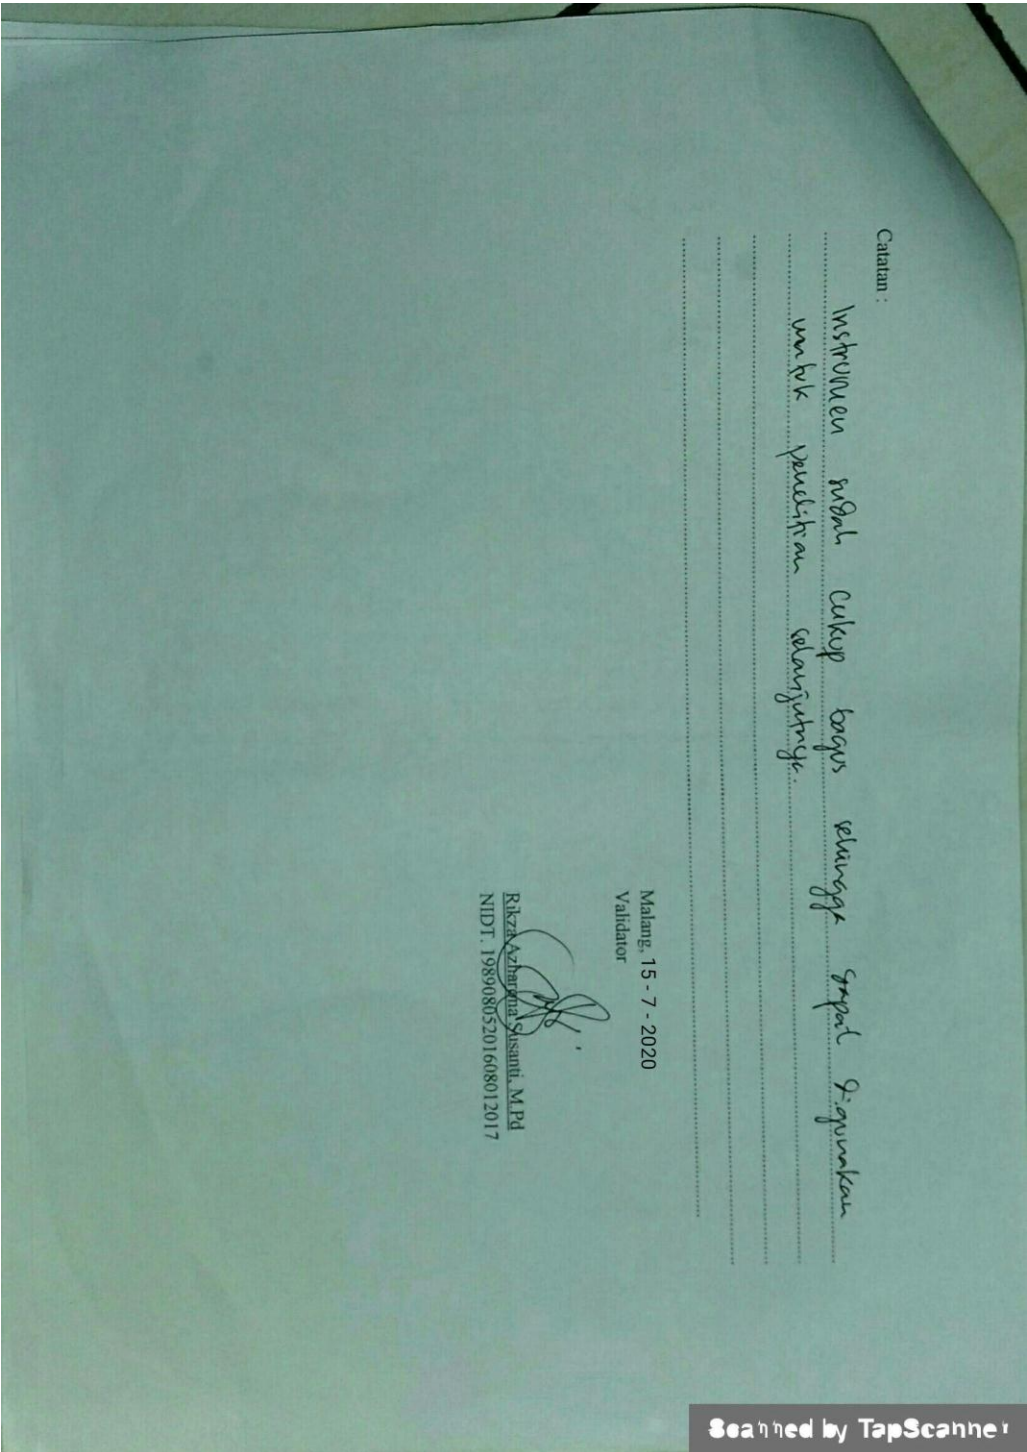 Catatan :
Instrumen sudah cukup bagus sehingga dapat digunakan
untuk penelitian selanjutnya.
Malang, 15 - 7 - 2020
Validator
Rikza Azharona Susanti, M.Pd
NIDT. 19890805201608012017
Scanned by TapScanner